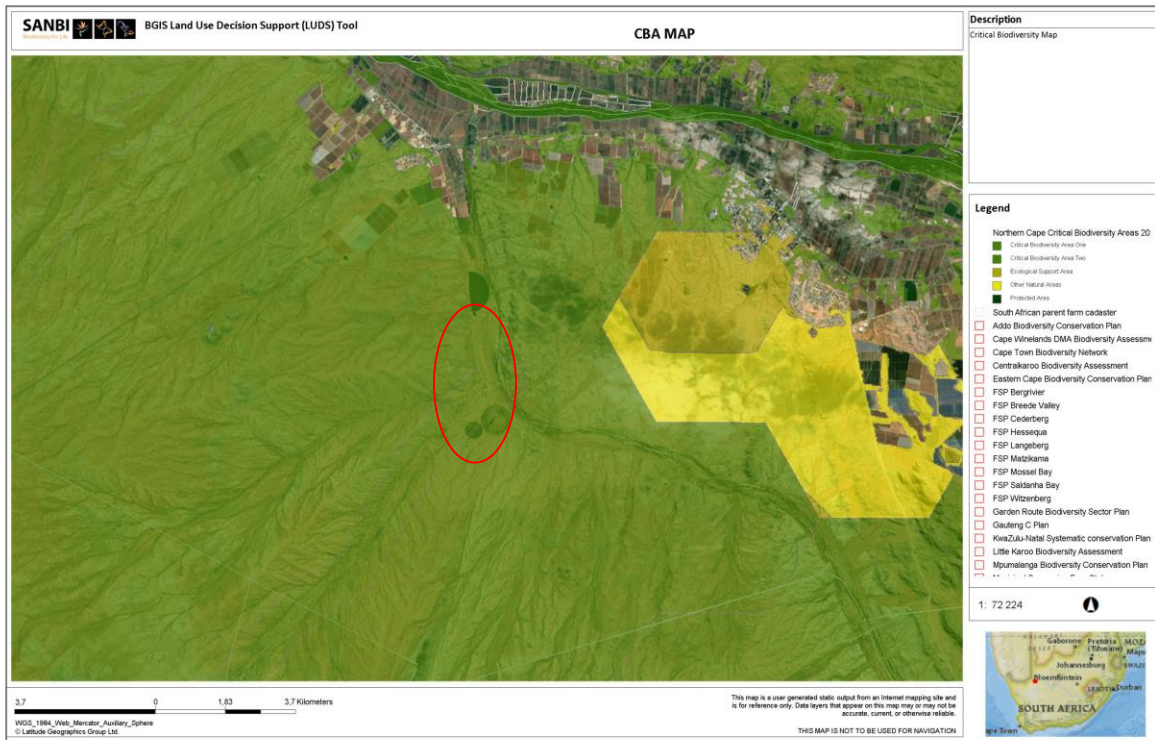 SANBI
Biodiversity for Life
BGIS Land Use Decision Support (LUDS) Tool
CBA MAP
Description
Critical Biodiversity Map
Legend
Northern Cape Critical Biodiversity Areas 20
Critical Biodiversity Area One
Critical Biodiversity Area Two
Ecological Support Area
Other Natural Areas
Protected Area
South African parent farm cadaster
Addo Biodiversity Conservation Plan
Cape Winelands DMA Biodiversity Assessme
Cape Town Biodiversity Network
Centralkaroo Biodiversity Assessment
Eastern Cape Biodiversity Conservation Plan
FSP Bergrivier
FSP Breede Valley
FSP Cederberg
FSP Hessequa
FSP Langeberg
FSP Matzikama
FSP Mossel Bay
FSP Saldanha Bay
FSP Witzenberg
Garden Route Biodiversity Sector Plan
Gauteng C Plan
KwaZulu-Natal Systematic conservation Plan
Little Karoo Biodiversity Assessment
Mpumalanga Biodiversity Conservation Plan
1: 72 224
3,7 0 1,83 3,7 Kilometers
WGS_1984_Web_Mercator_Auxiliary_Sphere
© Latitude Geographics Group Ltd.
This map is a user generated static output from an Internet mapping site and
is for reference only. Data layers that appear on this map may or may not be
accurate, current, or otherwise reliable.
THIS MAP IS NOT TO BE USED FOR NAVIGATION
Gaborone
Pretoria
(Tshwane)
MOZ
Mapu
Johannesburg
SWAZI
Bloemfontein
LESOTHO
Durban
SOUTH AFRICA
ape Town